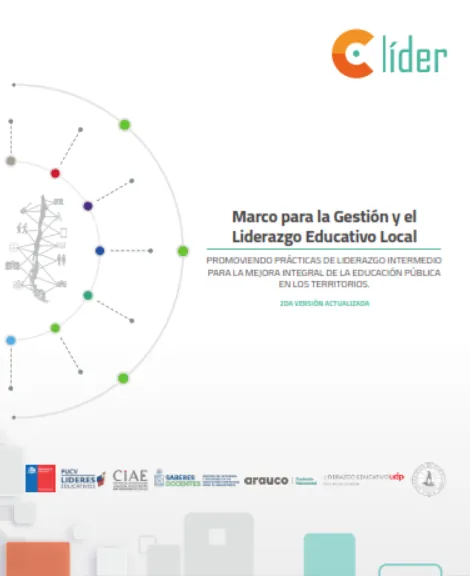 líder
Marco para la Gestión y el
Liderazgo Educativo Local
PROMOVIENDO PRÁCTICAS DE LIDERAZGO INTERMEDIO
PARA LA MEJORA INTEGRAL DE LA EDUCACIÓN PÚBLICA
EN LOS TERRITORIOS.
2DA VERSIÓN ACTUALIZADA
PUCV
LIDERES
EDUCATIVOS
CIAE
SABERES
DOCENTES
arauco
LIDERAZGO EDUCATIVO udp